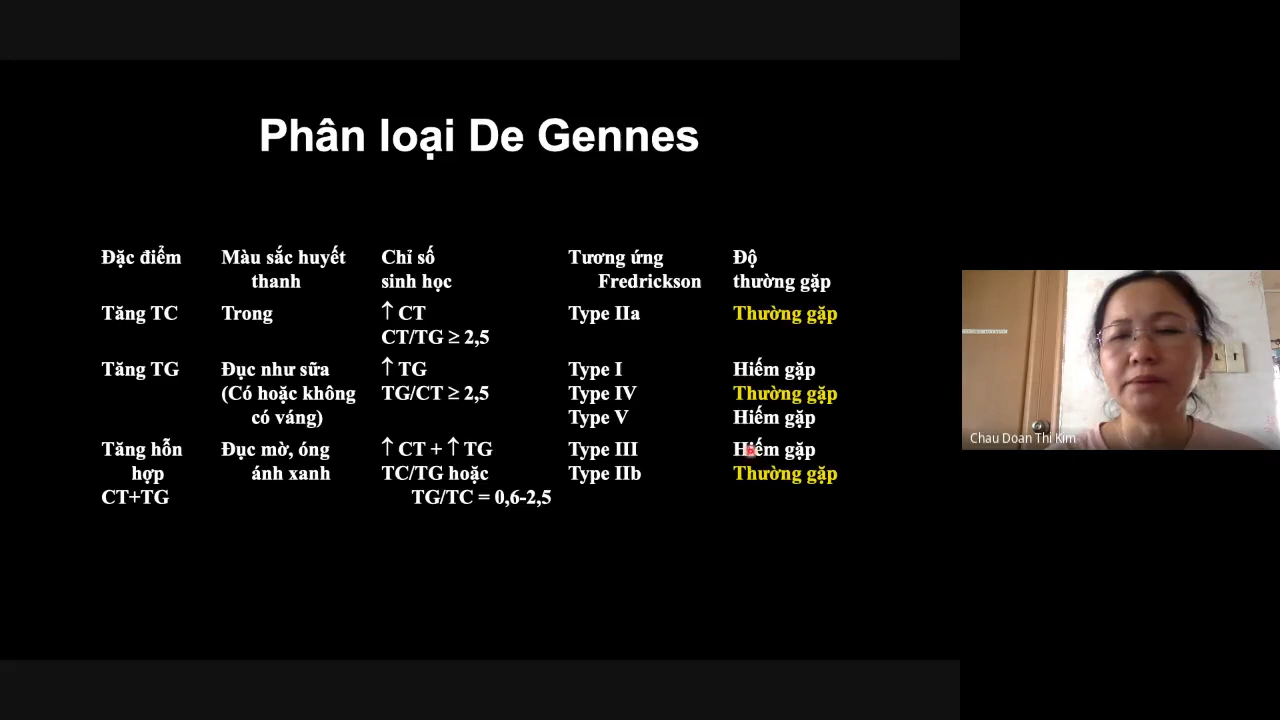 Phân loại De Gennes
Đặc điểm Màu sắc huyết Chỉ số Tương ứng Độ
thanh sinh học Fredrickson thường gặp
Tăng TC Trong ↑ CT Type IIa Thường gặp
CT/TG ≥ 2,5
Tăng TG Đục như sữa ↑ TG Type I Hiếm gặp
(Có hoặc không TG/CT ≥ 2,5 Type IV Thường gặp
có váng) Type V Hiếm gặp
Tăng hỗn Đục mờ, óng ↑ CT + ↑ TG Type III Hiếm gặp
hợp ánh xanh TC/TG hoặc Type IIb Thường gặp
CT+TG TG/TC = 0,6-2,5
Chau Doan Thi Kim